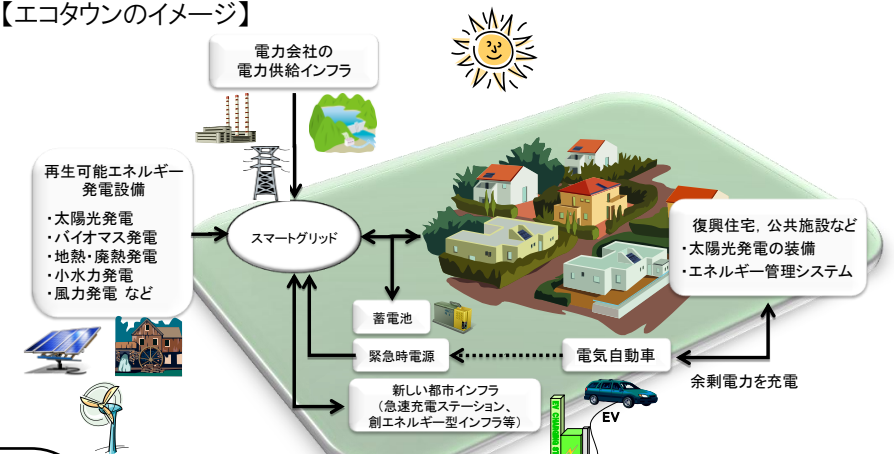 【エコタウンのイメージ】
電力会社の
電力供給インフラ
再生可能エネルギー
発電設備
・太陽光発電
・バイオマス発電
・地熱・廃熱発電
・小水力発電
・風力発電 など
スマートグリッド
復興住宅，公共施設など
・太陽光発電の装備
・エネルギー管理システム
蓄電池
緊急時電源
電気自動車
余剰電力を充電
新しい都市インフラ
（急速充電ステーション、
創エネルギー型インフラ等）
EV